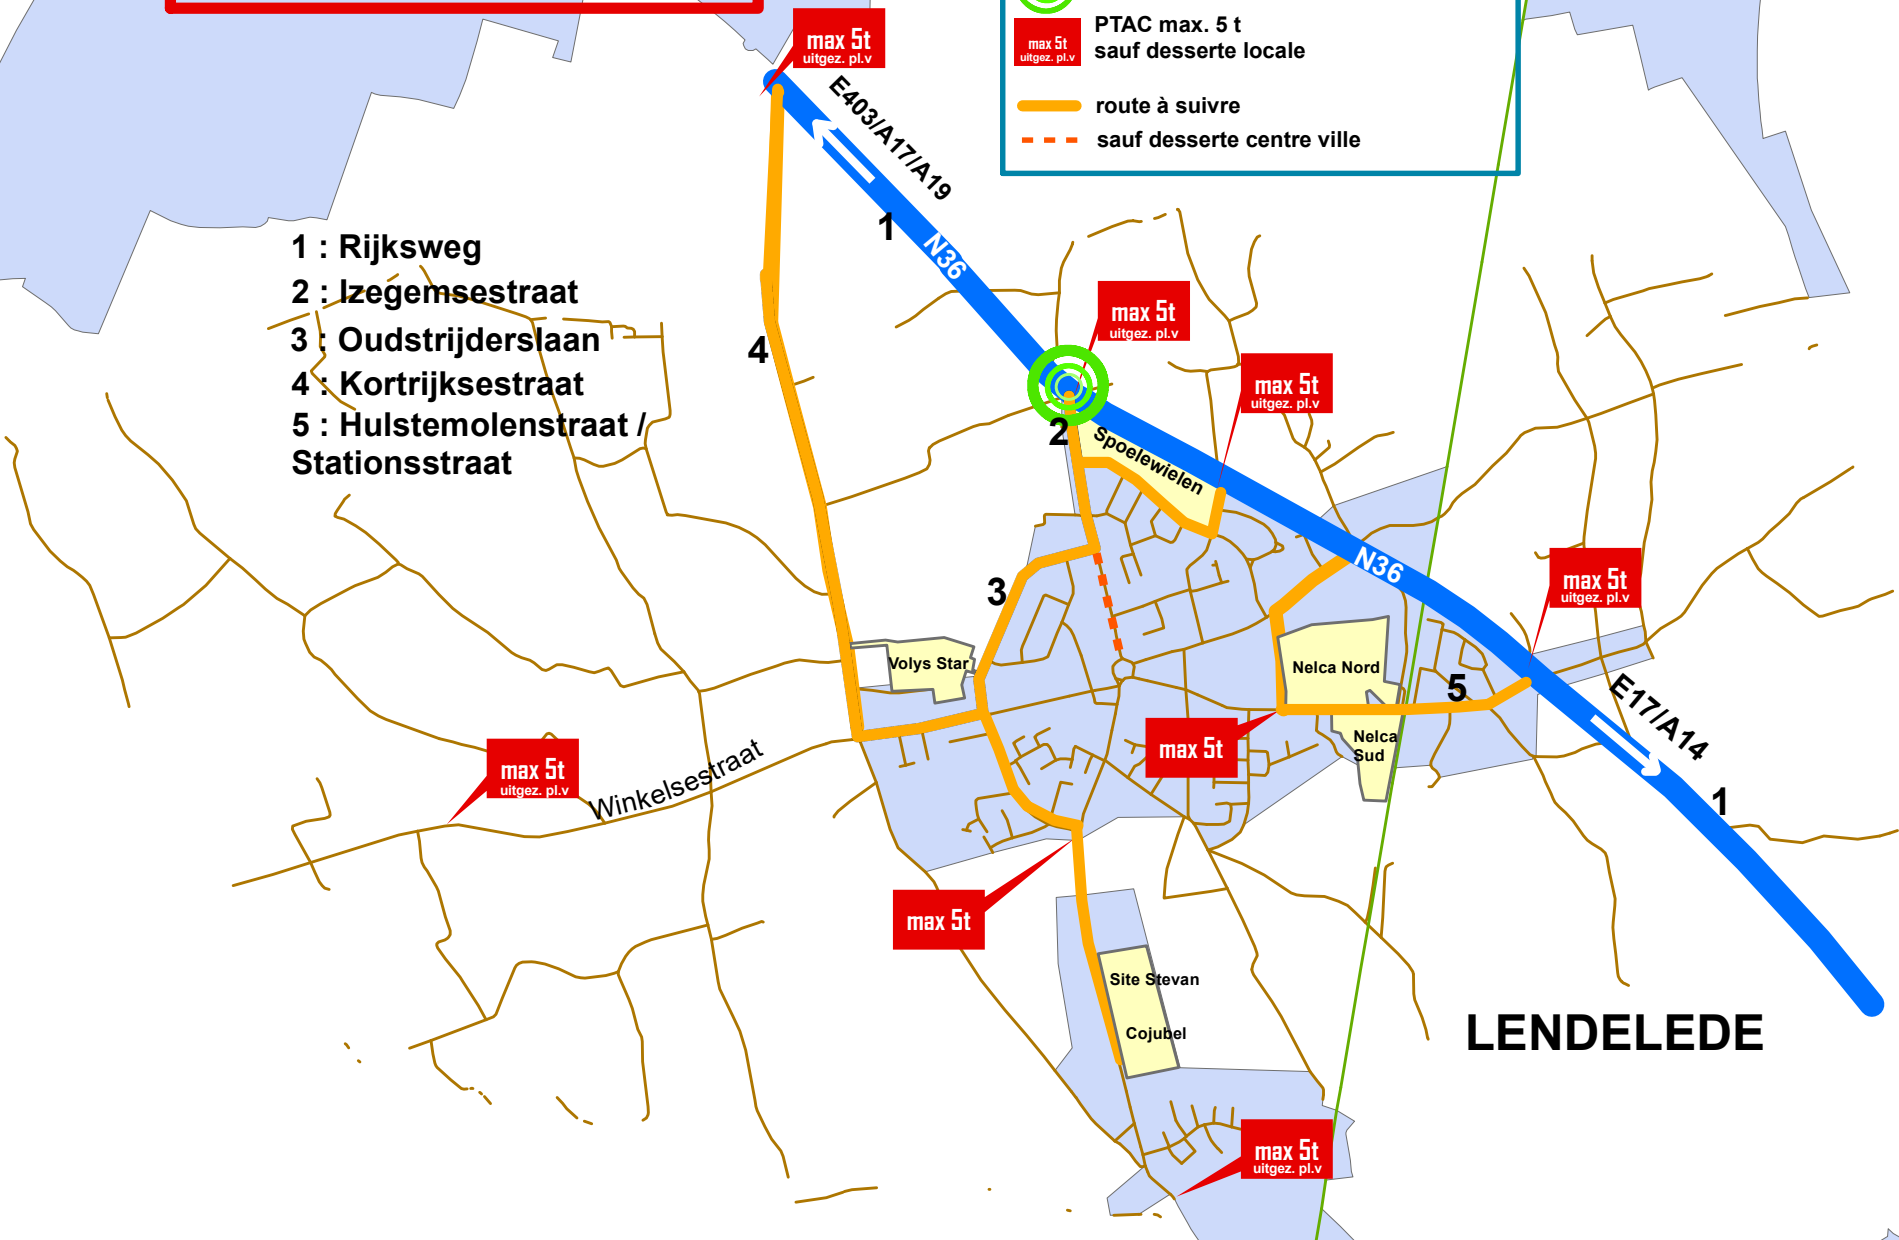 max 5t
uitgez. pl.v
max 5t
uitgez. pl.v
PTAC max. 5 t
sauf desserte locale
route à suivre
sauf desserte centre ville
E403/A17/A19
1
N36
1 : Rijksweg
2 : Izegemsestraat
3 : Oudstrijderslaan
4 : Kortrijksestraat
5 : Hulstemolenstraat /
Stationsstraat
4
max 5t
uitgez. pl.v
max 5t
uitgez. pl.v
2
Spoelewielen
N36
max 5t
uitgez. pl.v
3
Volys Star
Nelca Nord
5
E17/A14
Nelca
Sud
max 5t
max 5t
uitgez. pl.v
Winkelsestraat
1
max 5t
Site Stevan
Cojubel
LENDELEDE
max 5t
uitgez. pl.v